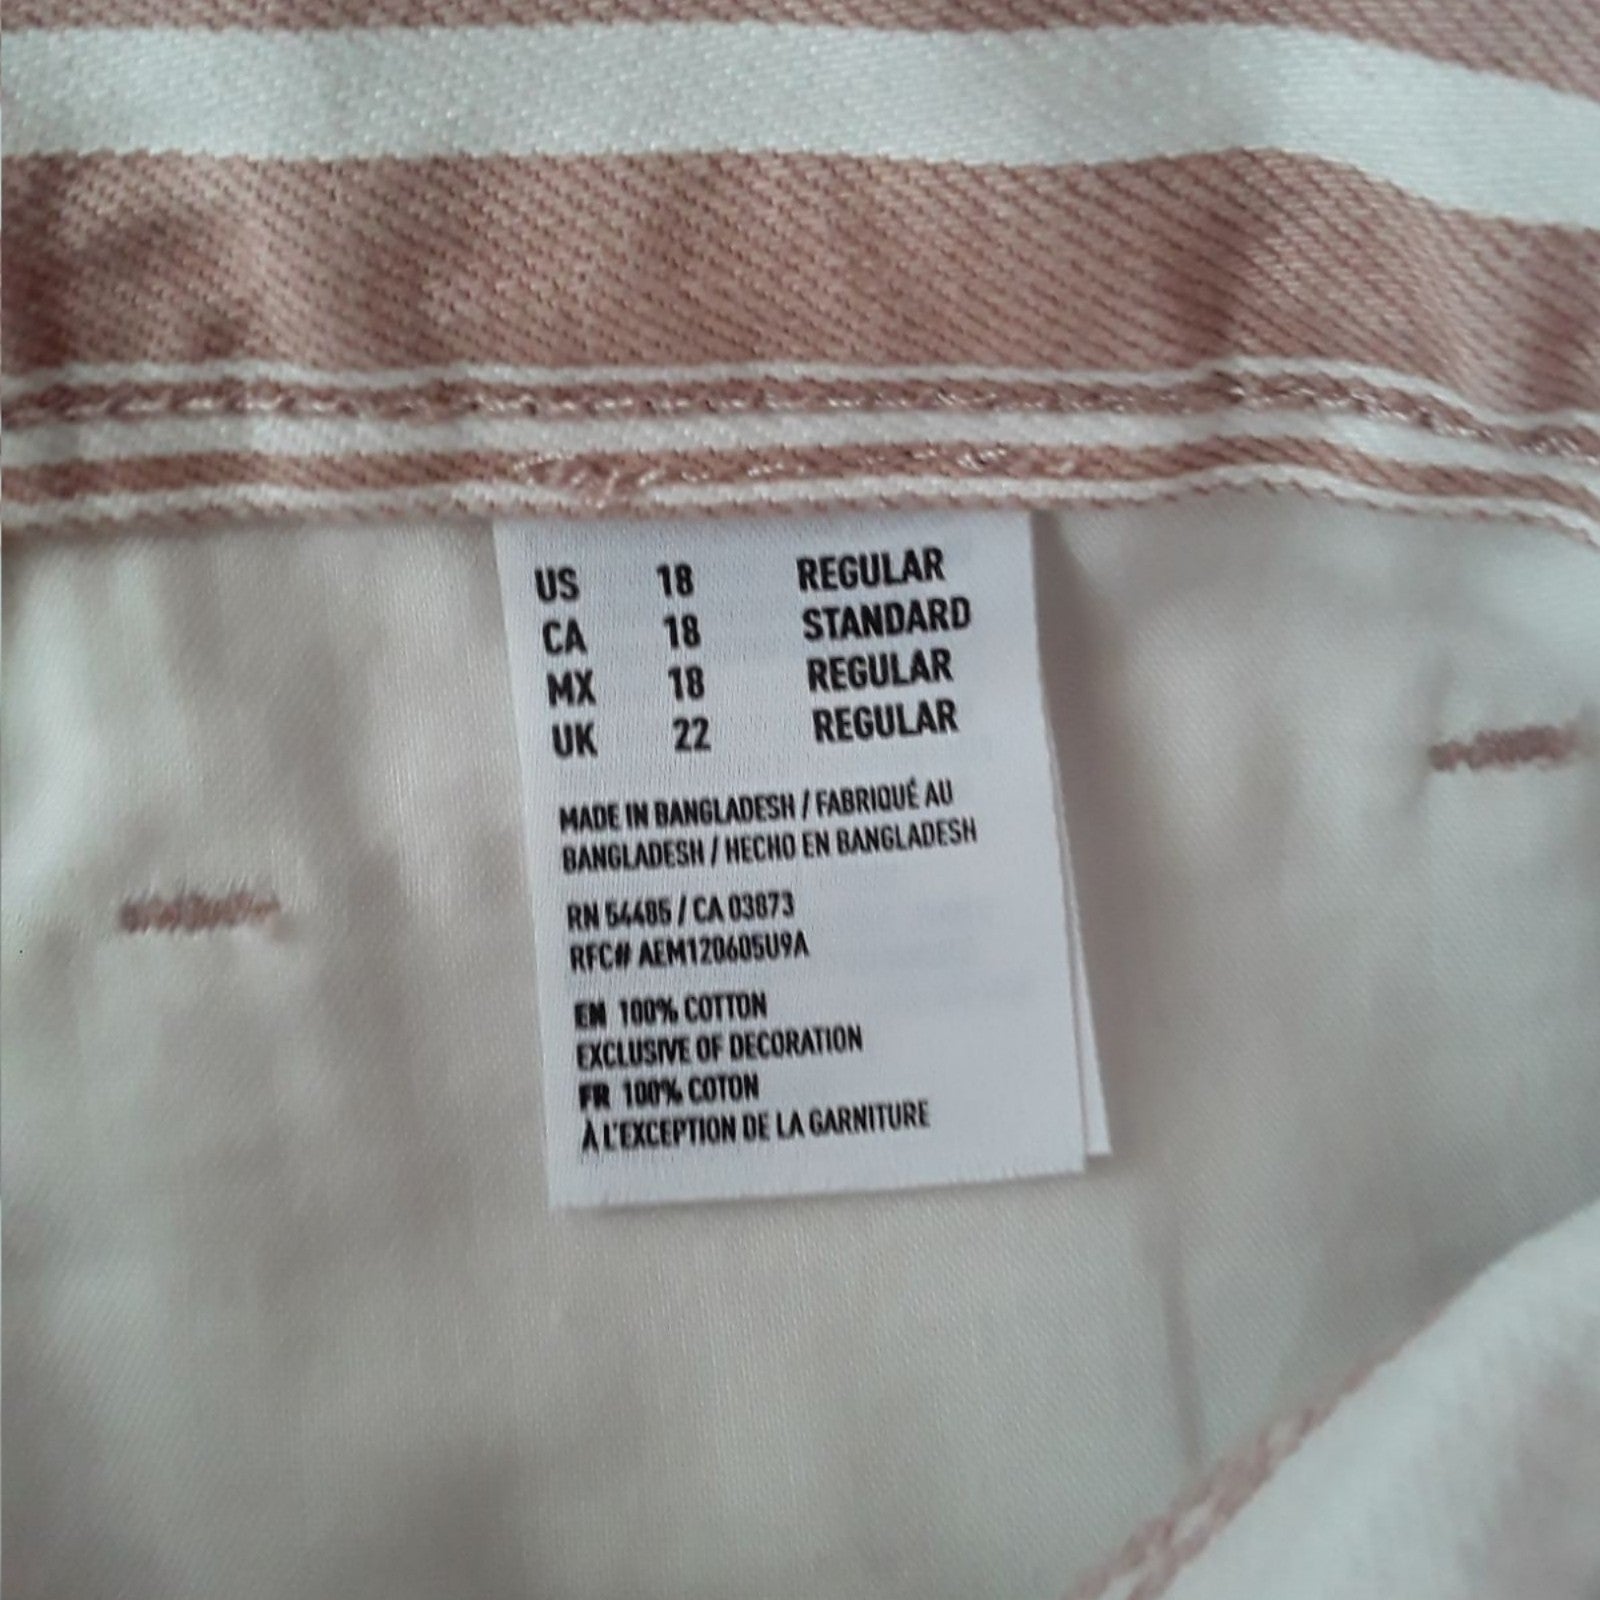 US 18 REGULAR
CA 18 STANDARD
MX 18 REGULAR
UK 22 REGULAR
MADE IN BANGLADESH / FABRIQUÉ AU
BANGLADESH / HECHO EN BANGLADESH
RN 54485 / CA 03873
RFC# AEM120605U9A
EN 100% COTTON
EXCLUSIVE OF DECORATION
FR 100% COTON
À L'EXCEPTION DE LA GARNITURE